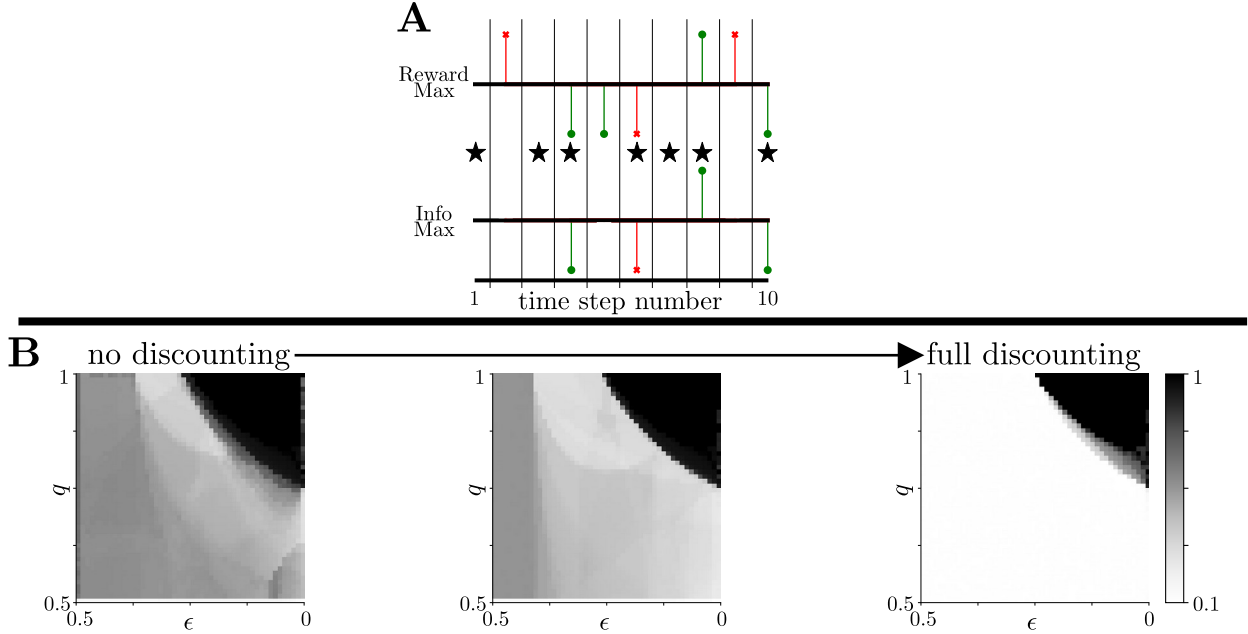 A
Reward
Max
Info
Max
1 time step number 10
B
no discounting
full discounting
1
q
0.5
0.5 ϵ 0
1
q
0.5
0.5 ϵ 0
1
q
0.5
0.5 ϵ 0
1
0.1